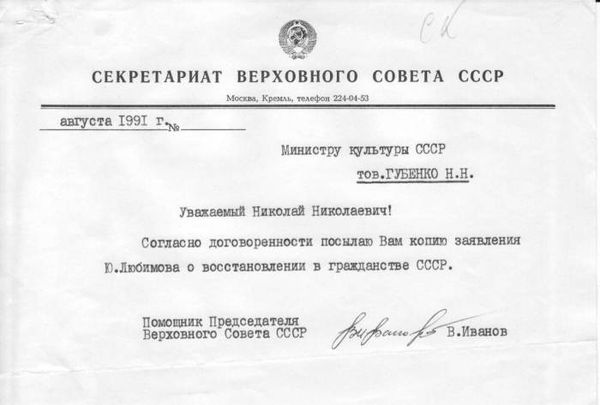 СК
СЕКРЕТАРИАТ ВЕРХОВНОГО СОВЕТА СССР
Москва, Кремль, телефон 224-04-53
августа 1991 г. №
Министру культуры СССР
тов.ГУБЕНКО Н.Н.
Уважаемый Николай Николаевич!
Согласно договоренности посылаю Вам копию заявления
Ю.Любимова о восстановлении в гражданстве СССР.
Помощник Председателя
Верховного Совета СССР
В.Иванов